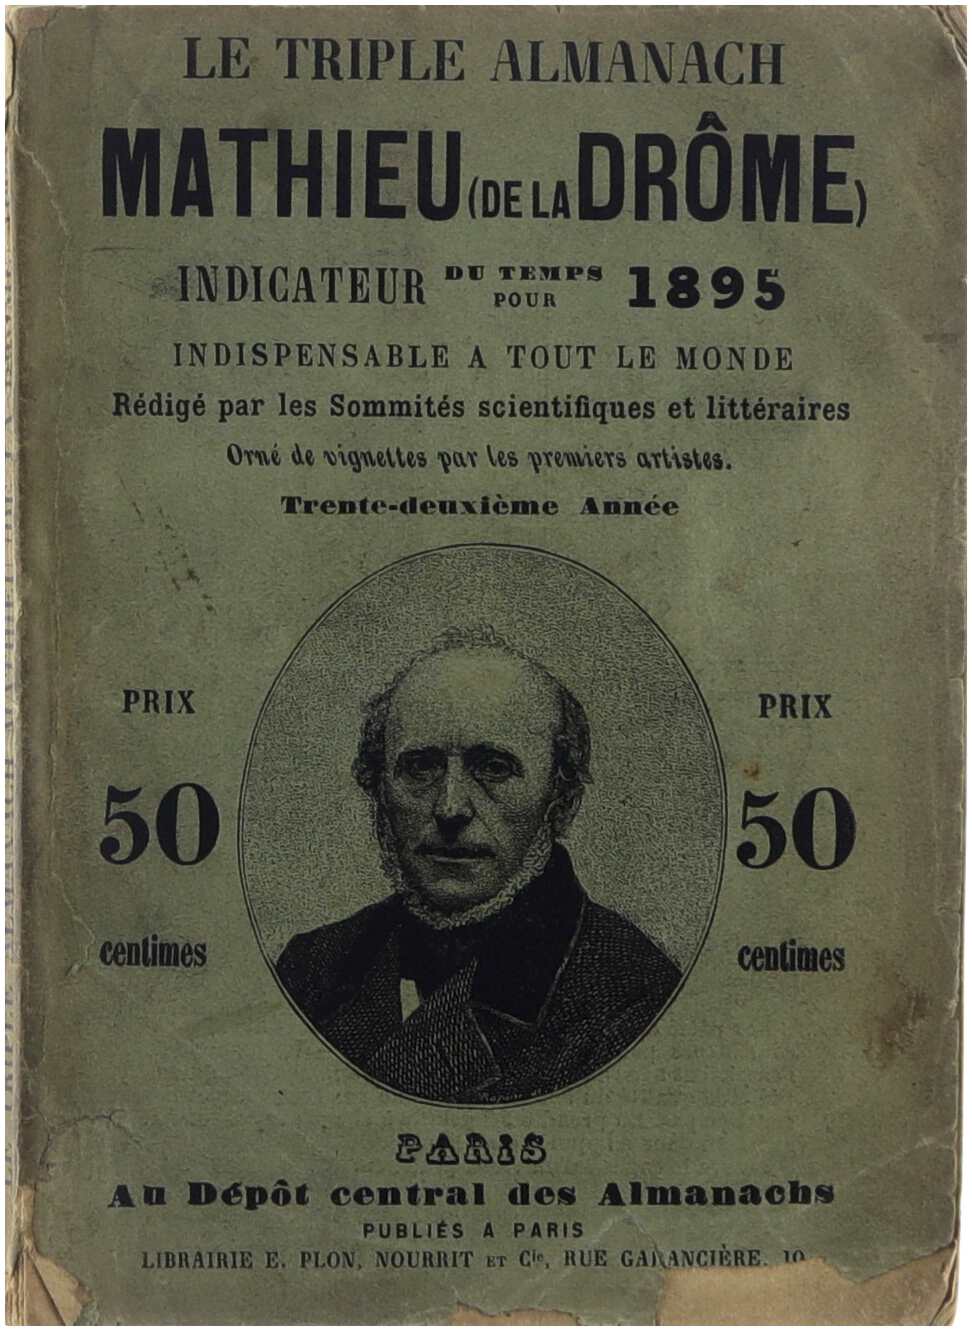 LE TRIPLE ALMANACH
MATHIEU (DE LA DRÔME)
INDICATEUR DU TEMPS POUR 1895
INDISPENSABLE A TOUT LE MONDE
Rédigé par les Sommités scientifiques et littéraires
Orné de vignettes par les premiers artistes.
Trente-deuxième Année
PRIX
50
centimes
PRIX
50
centimes
PARIS
Au Dépôt central des Almanachs
PUBLIÉS A PARIS
LIBRAIRIE E. PLON, NOURRIT ET Cie, RUE GARANCIÈRE, 10